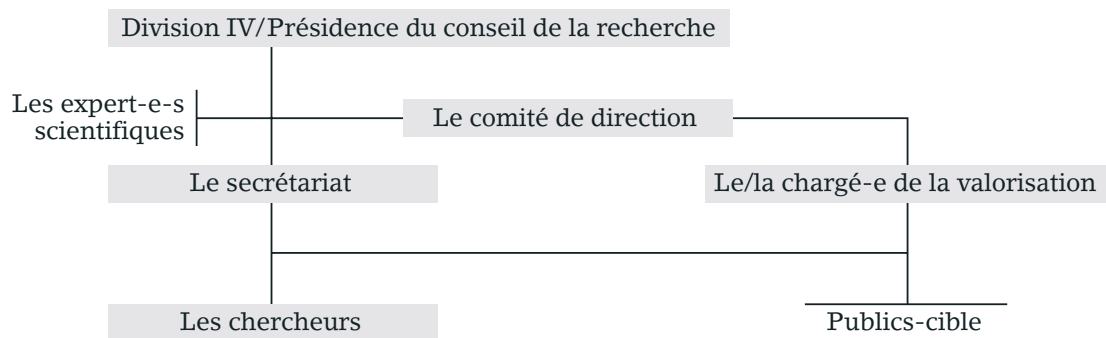 Division IV/Présidence du conseil de la recherche
Les expert-e-s
scientifiques
Le comité de direction
Le secrétariat
Le/la chargé-e de la valorisation
Les chercheurs
Publics-cible